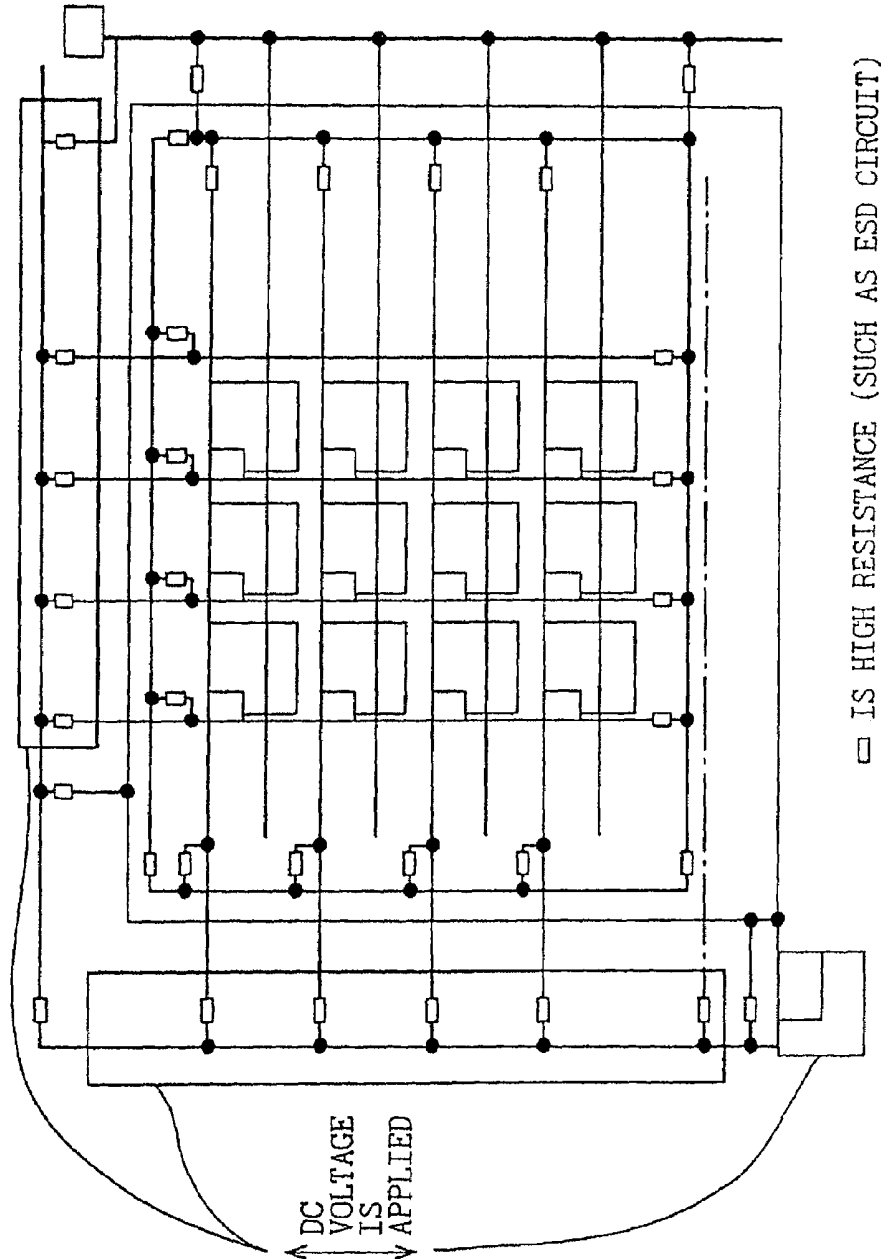 DC
VOLTAGE
IS
APPLIED
▭ IS HIGH RESISTANCE (SUCH AS ESD CIRCUIT)